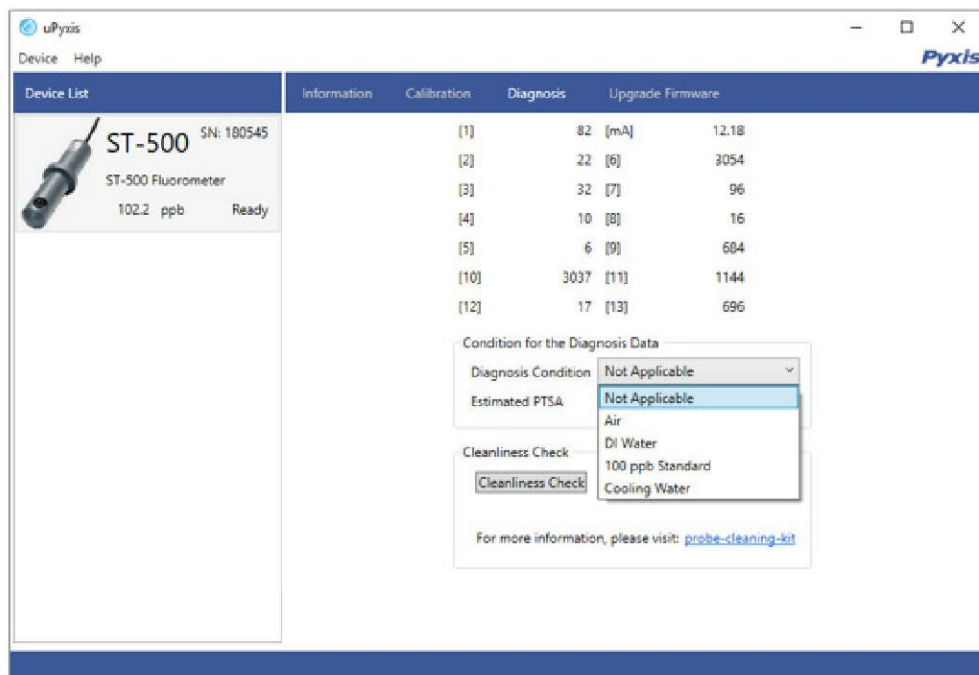 uPyxis
Device Help
Pyxis
Device List
Information Calibration Diagnosis Upgrade Firmware
ST-500 SN: 180545
ST-500 Fluorometer
102.2 ppb Ready
[1] 82 [mA] 12.18
[2] 22 [6] 3054
[3] 32 [7] 96
[4] 10 [8] 16
[5] 6 [9] 684
[10] 3037 [11] 1144
[12] 17 [13] 696
Condition for the Diagnosis Data
Diagnosis Condition Not Applicable
Estimated PTSA
Not Applicable
Air
DI Water
100 ppb Standard
Cooling Water
Cleanliness Check
Cleanliness Check
For more information, please visit: probe-cleaning-kit